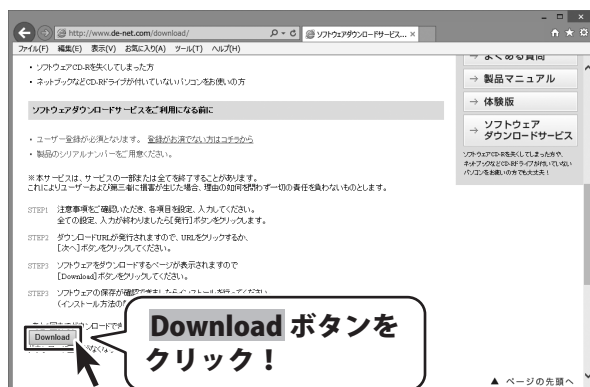 http://www.de-net.com/download/
ソフトウェアダウンロードサービス... ×
ファイル(F) 編集(E) 表示(V) お気に入り(A) ツール(T) ヘルプ(H)
・ソフトウェアCD-Rを失くしてしまった方
・ネットブックなどCD-RFドライブが付いていないパソコンをお使いの方
ソフトウェアダウンロードサービスをご利用になる前に
・ユーザー登録が必須となります。 登録がお済でない方はコチラから
・製品のシリアルナンバーをご用意ください。
※本サービスは、サービスの一部または全てを終了することがあります。
これによりユーザーおよび第三者に損害が生じた場合、理由の如何を問わず一切の責任を負わないものとします。
STEP1 注意事項をご確認いただき、各項目を設定、入力してください。
全ての設定、入力が終わりましたら[発行]ボタンをクリックします。
STEP2 ダウンロードURLが発行されますので、URLをクリックするか、
[次へ]ボタンをクリックしてください。
STEP3 ソフトウェアをダウンロードするページが表示されますので
[Download]ボタンをクリックしてください。
STEP3 ソフトウェアの保存が確認できましたらインストールを行ってください。
(インストール方法の
ダウンロードでき
Download
Download ボタンを
クリック！
→ よくある質問
→ 製品マニュアル
→ 体験版
→ ソフトウェア
ダウンロードサービス
ソフトウェアCD-Rを失くしてしまった方や、
ネットブックなどCD-RFドライブが付いていない
パソコンをお使いの方でも大丈夫！
▲ ページの先頭へ